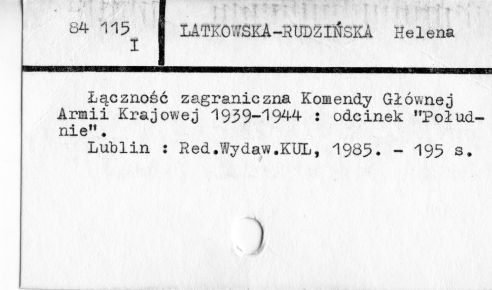 84 115
I
LATKOWSKA-RUDZIŃSKA Helena
Łączność zagraniczna Komendy Głównej
Armii Krajowej 1939-1944 : odcinek "Połud-
nie".
Lublin : Red.Wydaw.KUL, 1985. - 195 s.